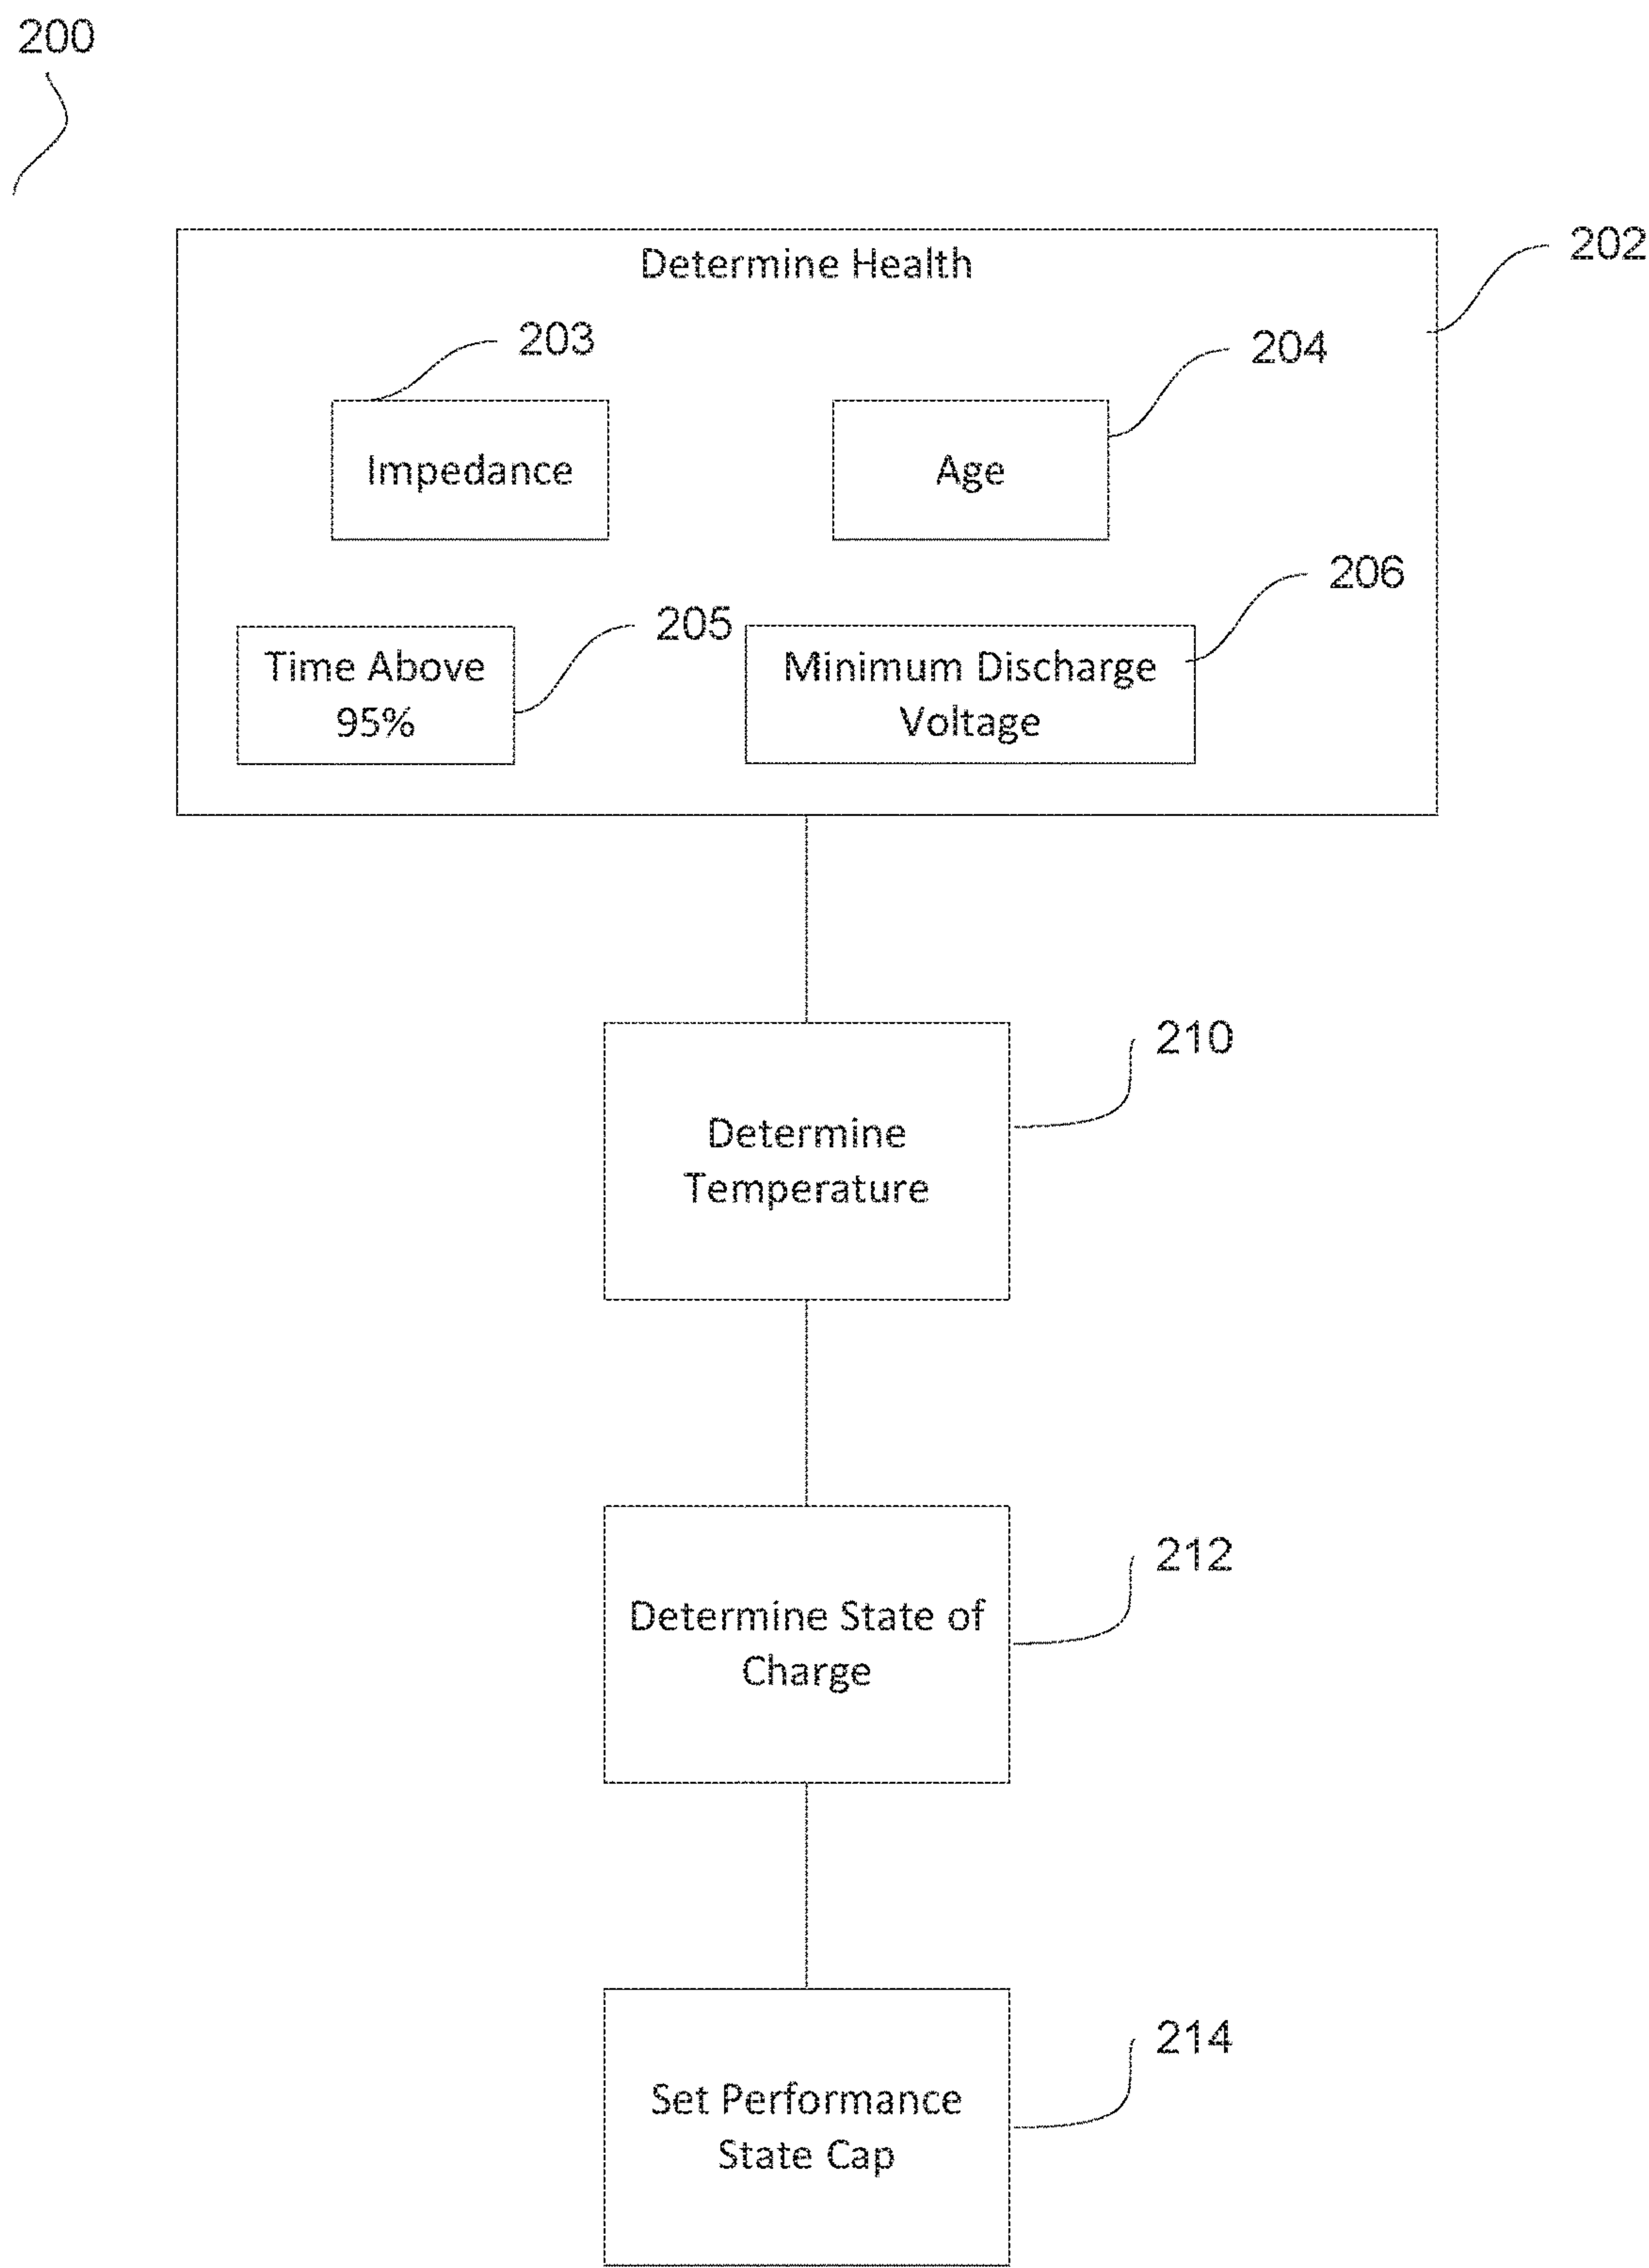 200
202
Determine Health
203
204
Impedance
Age
206
205
Time Above
95%
Minimum Discharge
Voltage
210
Determine
Temperature
212
Determine State of
Charge
214
Set Performance
State Cap